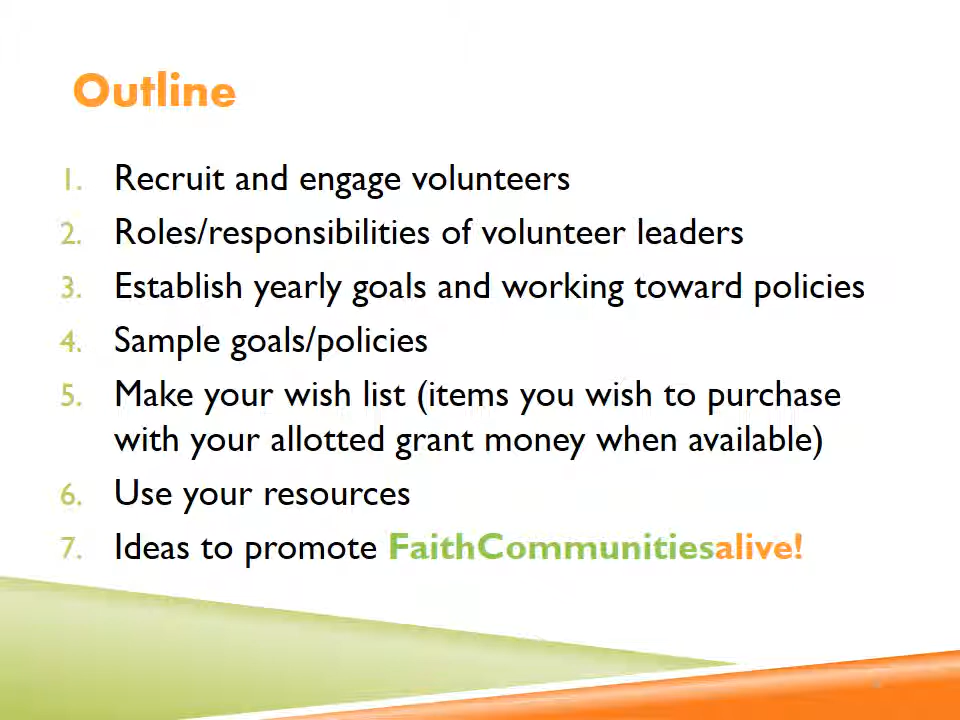 Outline
1. Recruit and engage volunteers
2. Roles/responsibilities of volunteer leaders
3. Establish yearly goals and working toward policies
4. Sample goals/policies
5. Make your wish list (items you wish to purchase
with your allotted grant money when available)
6. Use your resources
7. Ideas to promote FaithCommunitiesalive!